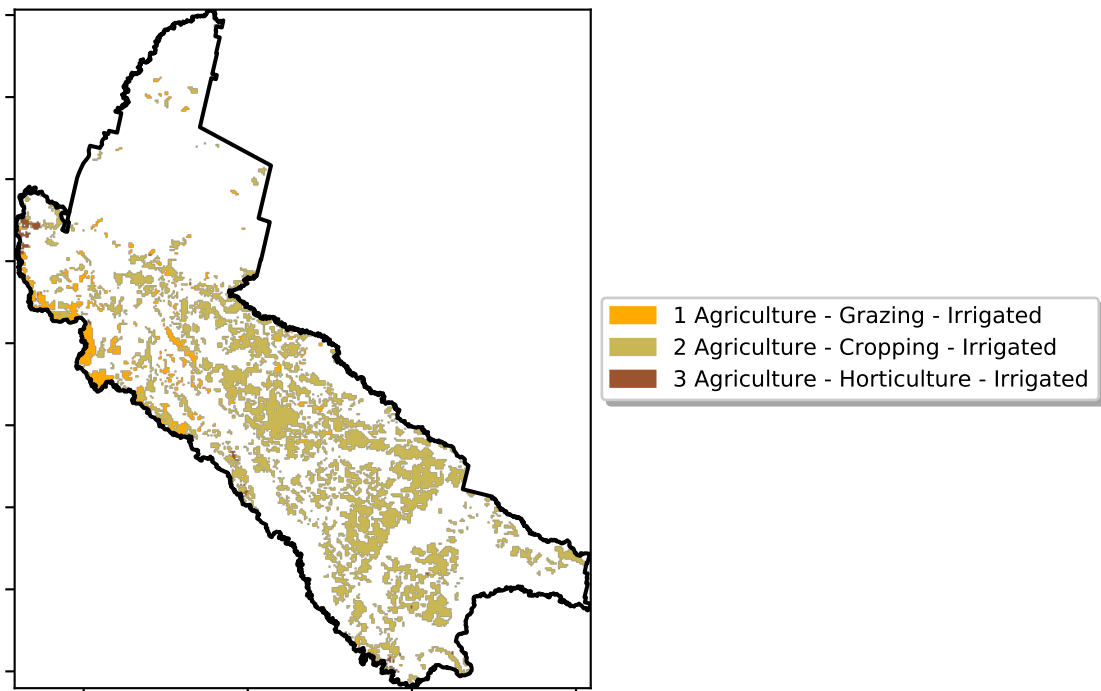 1 Agriculture - Grazing - Irrigated
2 Agriculture - Cropping - Irrigated
3 Agriculture - Horticulture - Irrigated